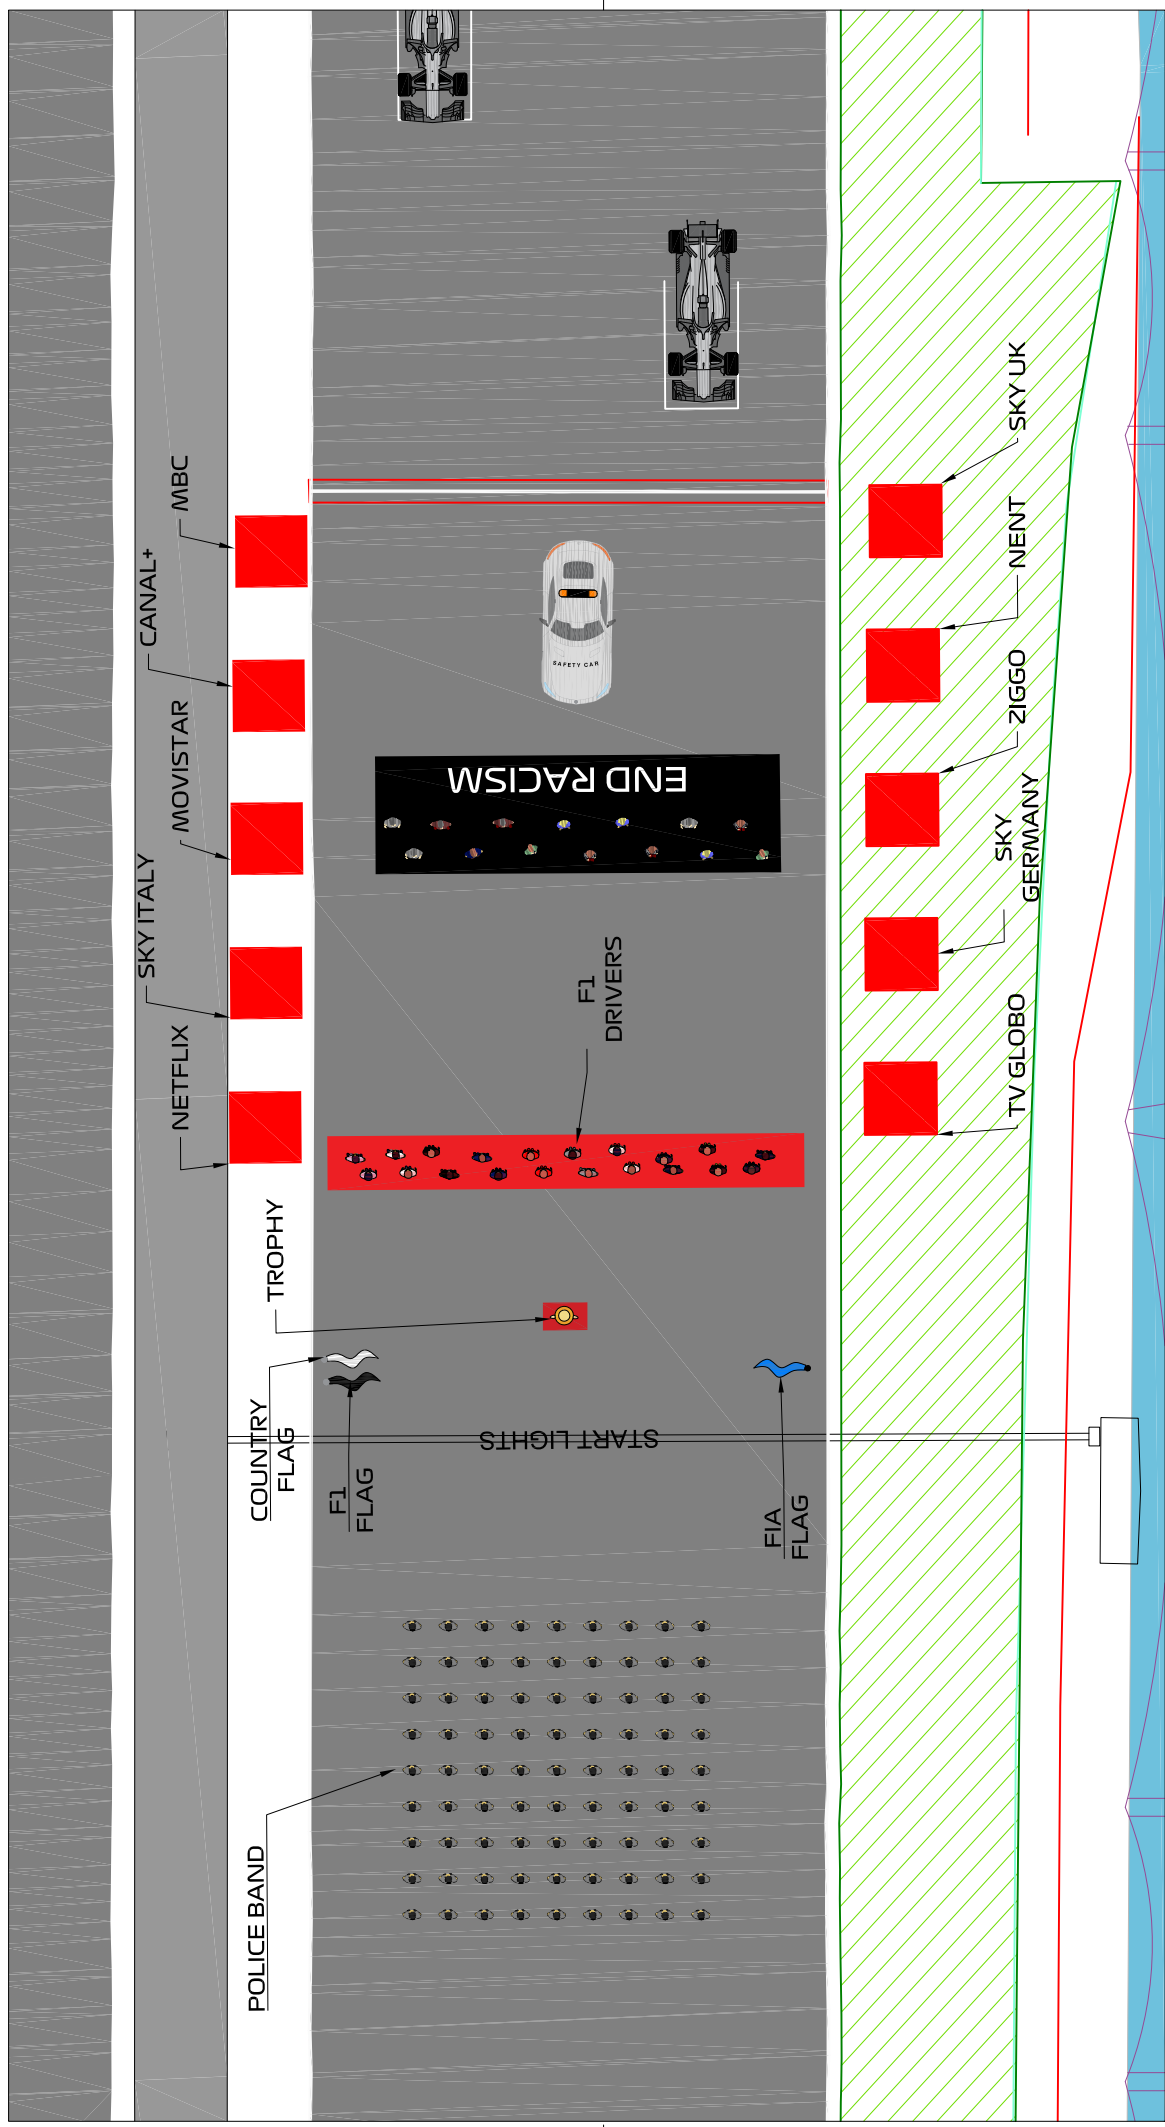 MBC
CANAL+
MOVISTAR
SKY ITALY
NETFLIX
SKY UK
NENT
ZIGGO
SKY
GERMANY
TV GLOBO
SAFETY CAR
END RACISM
F1
DRIVERS
TROPHY
COUNTRY
FLAG
F1
FLAG
FIA
FLAG
START LIGHTS
POLICE BAND